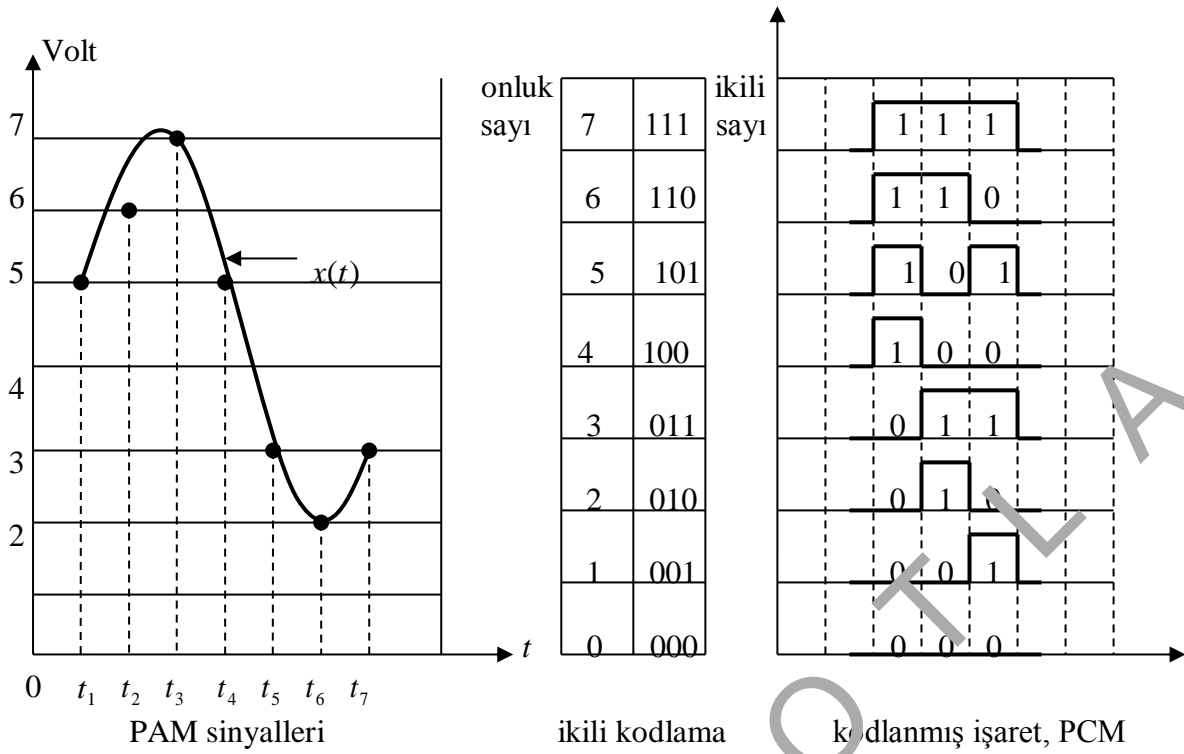 Volt
7
6
5
4
3
2
x(t)
0 t₁ t₂ t₃ t₄ t₅ t₆ t₇
t
PAM sinyalleri
onluk
sayı
7 111
6 110
5 101
4 100
3 011
2 010
1 001
0 000
ikili kodlama
ikili
sayı
1 1 1
1 1 0
1 0 1
1 0 0
0 1 1
0 1 0
0 0 1
0 0 0
kodlanmış işaret, PCM
O T L A